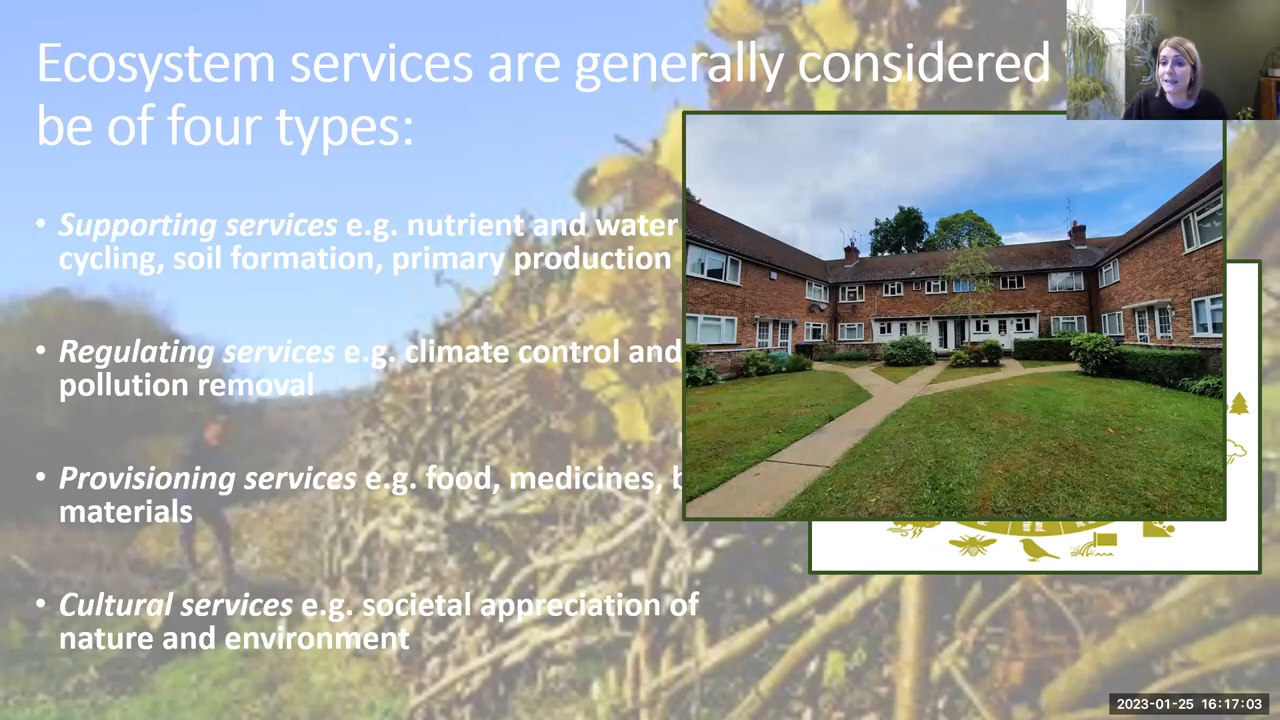 Ecosystem services are generally considered
be of four types:
• Supporting services e.g. nutrient and water
cycling, soil formation, primary production
• Regulating services e.g. climate control and
pollution removal
• Provisioning services e.g. food, medicines,
materials
• Cultural services e.g. societal appreciation of
nature and environment
2023-01-25 16:17:03